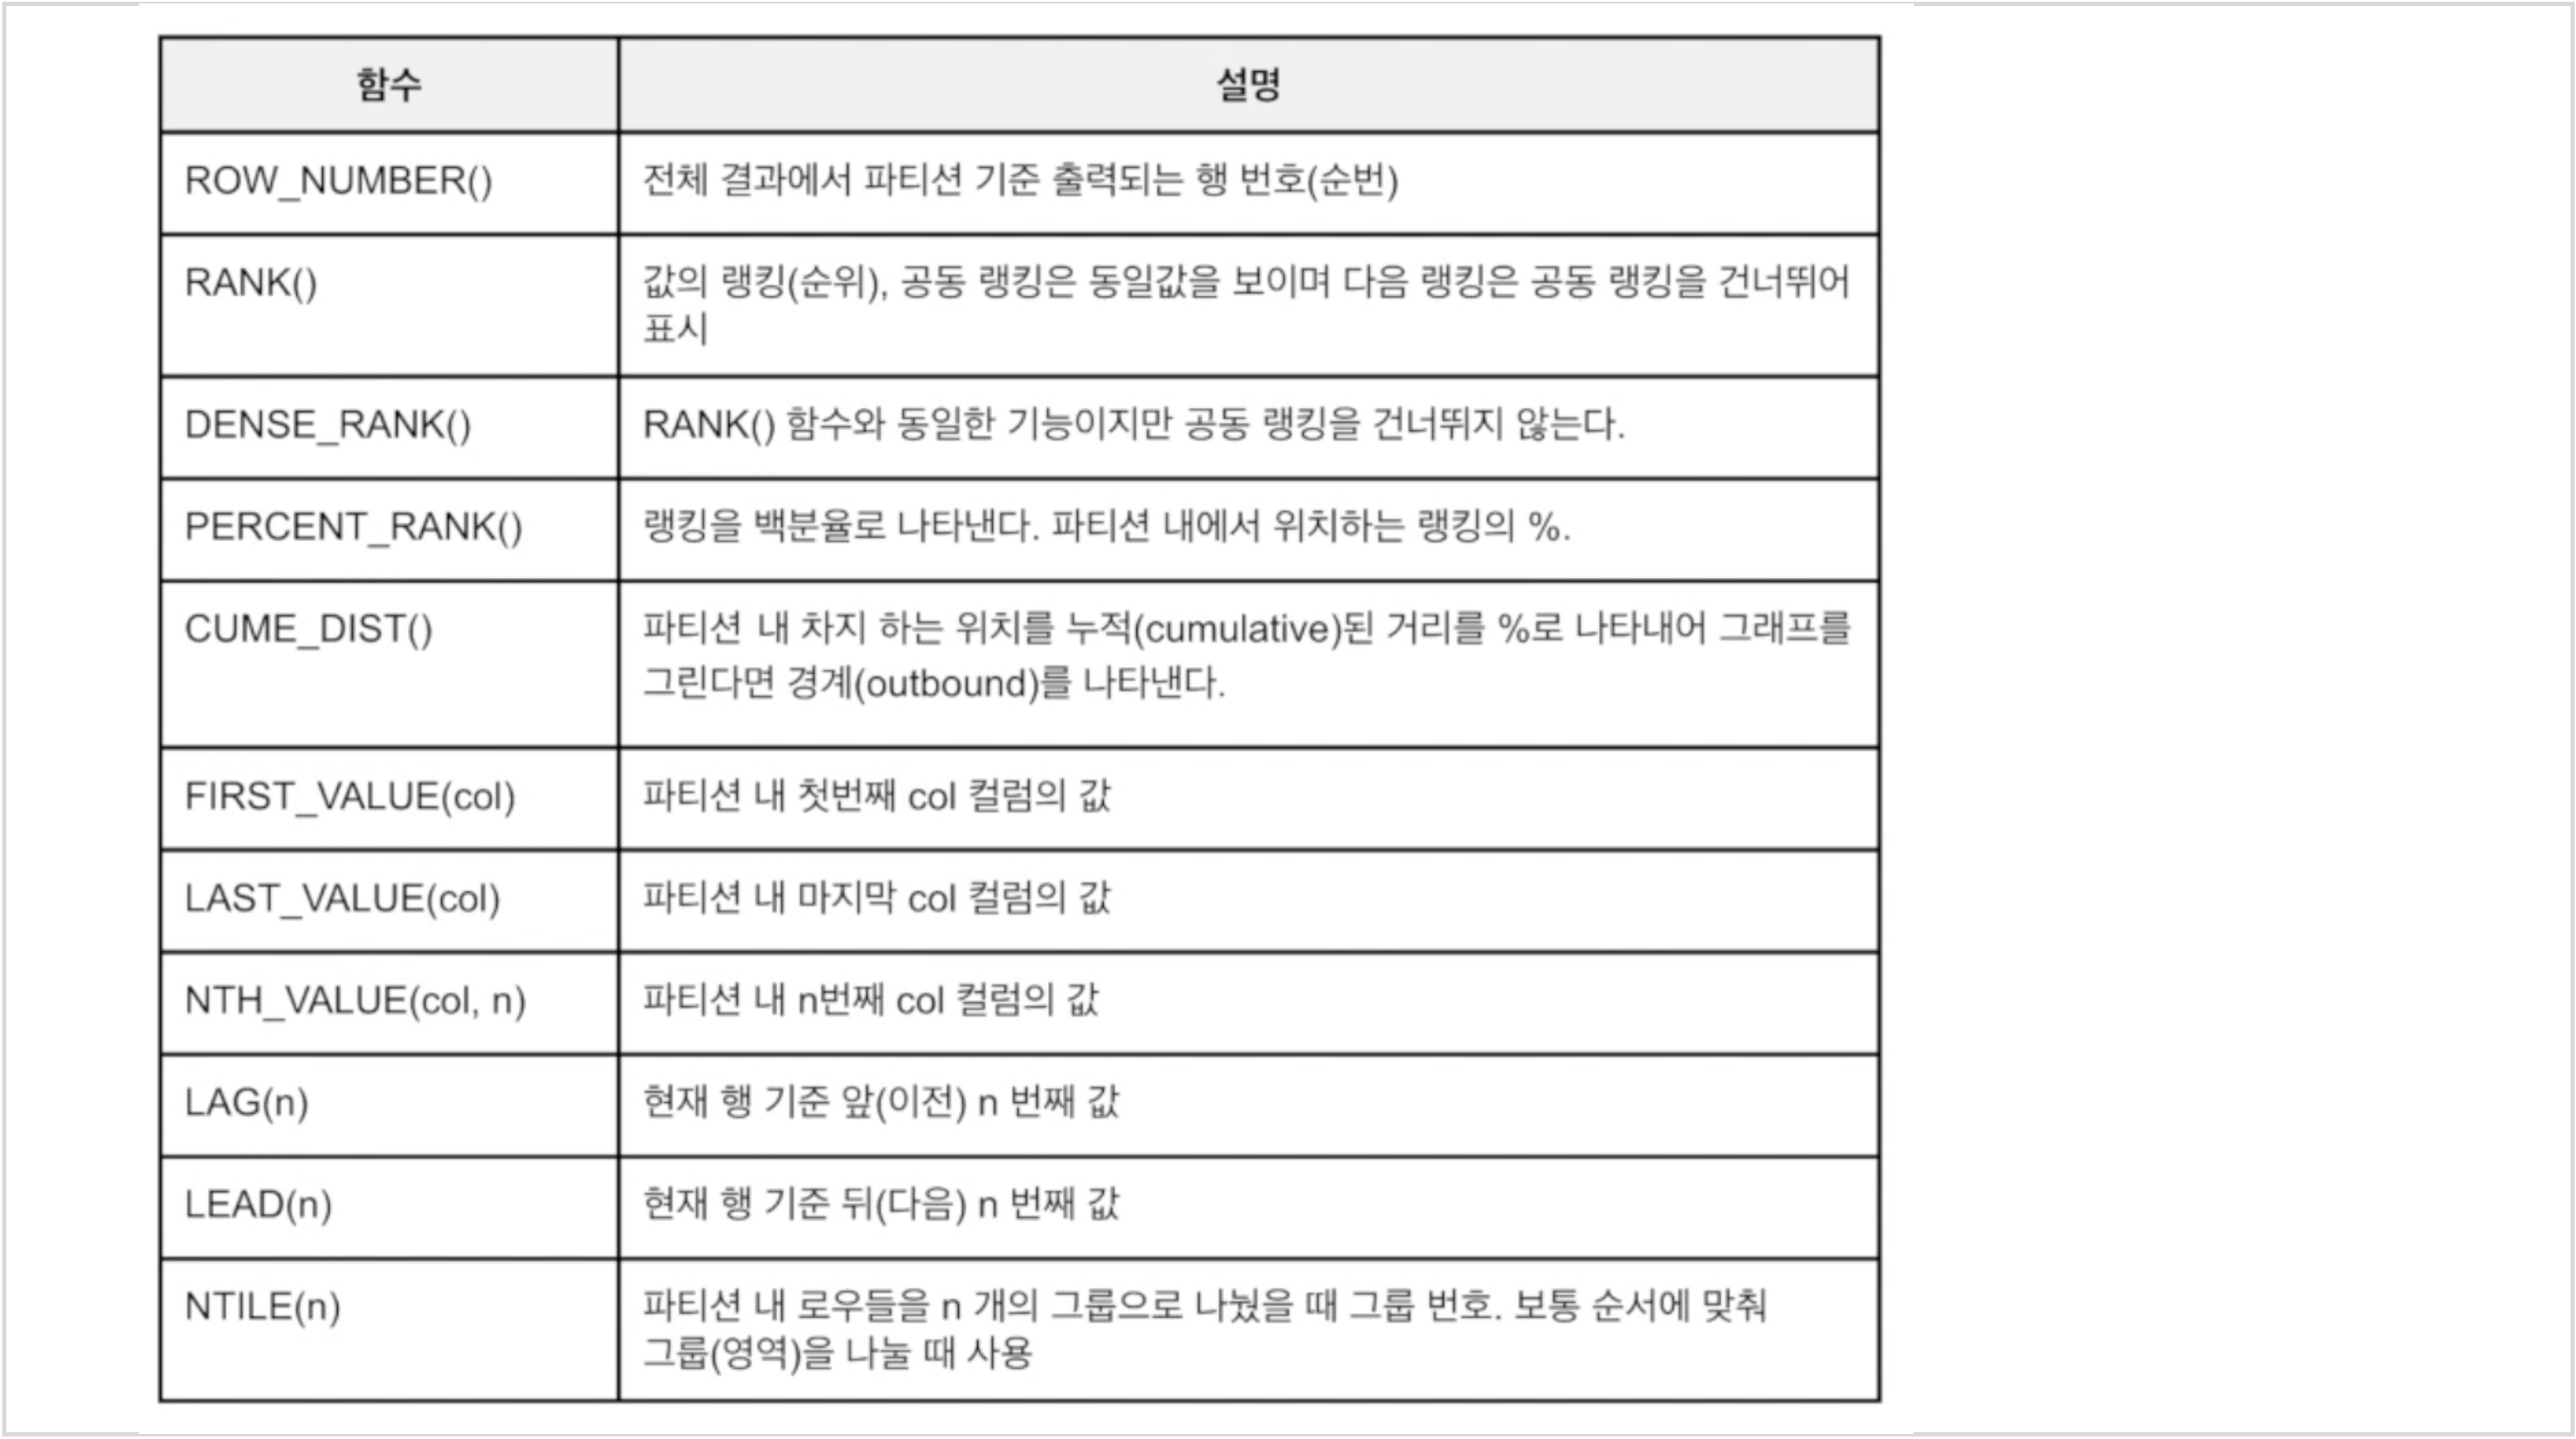 함수
설명
ROW_NUMBER()
전체 결과에서 파티션 기준 출력되는 행 번호(순번)
RANK()
값의 랭킹(순위), 공동 랭킹은 동일값을 보이며 다음 랭킹은 공동 랭킹을 건너뛰어
표시
DENSE_RANK()
RANK() 함수와 동일한 기능이지만 공동 랭킹을 건너뛰지 않는다.
PERCENT_RANK()
랭킹을 백분율로 나타낸다. 파티션 내에서 위치하는 랭킹의 %.
CUME_DIST()
파티션 내 차지 하는 위치를 누적(cumulative)된 거리를 %로 나타내어 그래프를
그린다면 경계(outbound)를 나타낸다.
FIRST_VALUE(col)
파티션 내 첫번째 col 컬럼의 값
LAST_VALUE(col)
파티션 내 마지막 col 컬럼의 값
NTH_VALUE(col, n)
파티션 내 n번째 col 컬럼의 값
LAG(n)
현재 행 기준 앞(이전) n 번째 값
LEAD(n)
현재 행 기준 뒤(다음) n 번째 값
NTILE(n)
파티션 내 로우들을 n 개의 그룹으로 나눴을 때 그룹 번호. 보통 순서에 맞춰
그룹(영역)을 나눌 때 사용